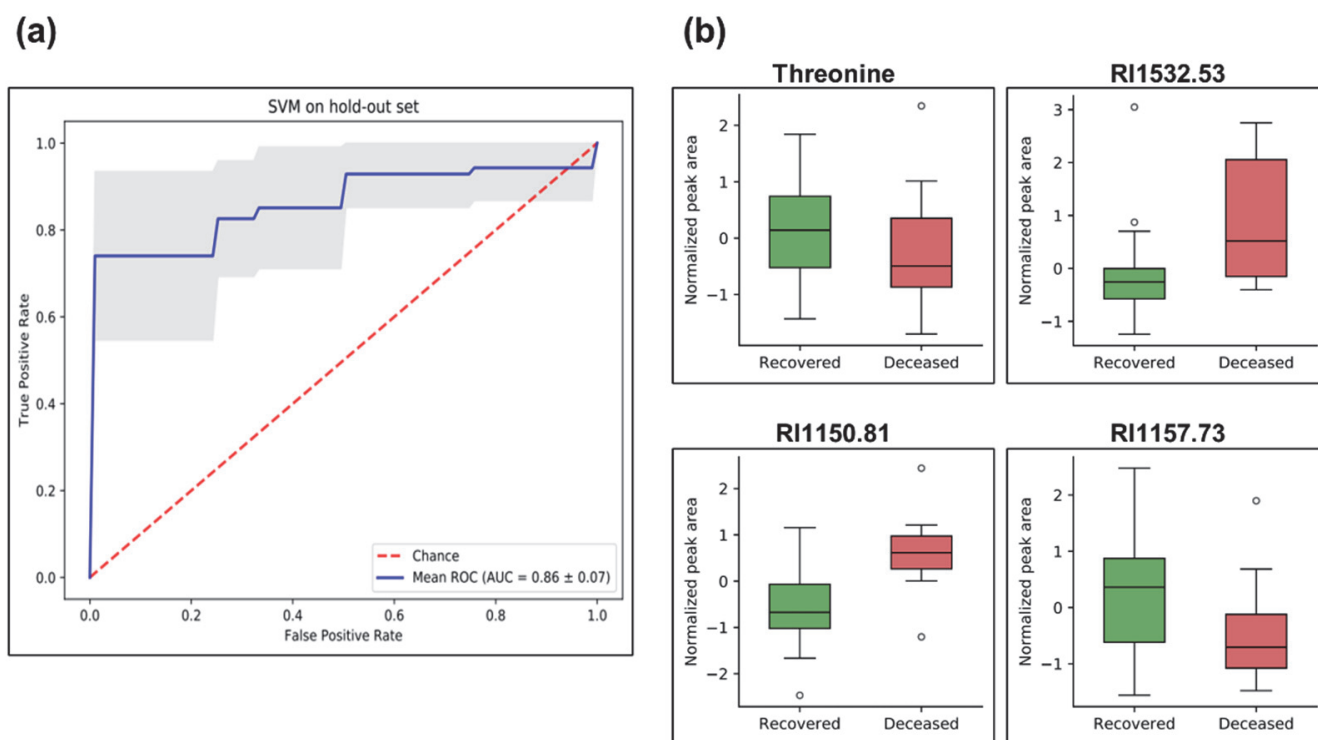 (a)
SVM on hold-out set
True Positive Rate
1.0
0.8
0.6
0.4
0.2
0.0
Chance
Mean ROC (AUC = 0.86 ± 0.07)
0.0 0.2 0.4 0.6 0.8 1.0
False Positive Rate
(b)
Threonine
Normalized peak area
2
1
0
−1
Recovered Deceased
RI1532.53
Normalized peak area
3
2
1
0
−1
Recovered Deceased
RI1150.81
Normalized peak area
2
1
0
−1
−2
Recovered Deceased
RI1157.73
Normalized peak area
2
1
0
−1
Recovered Deceased